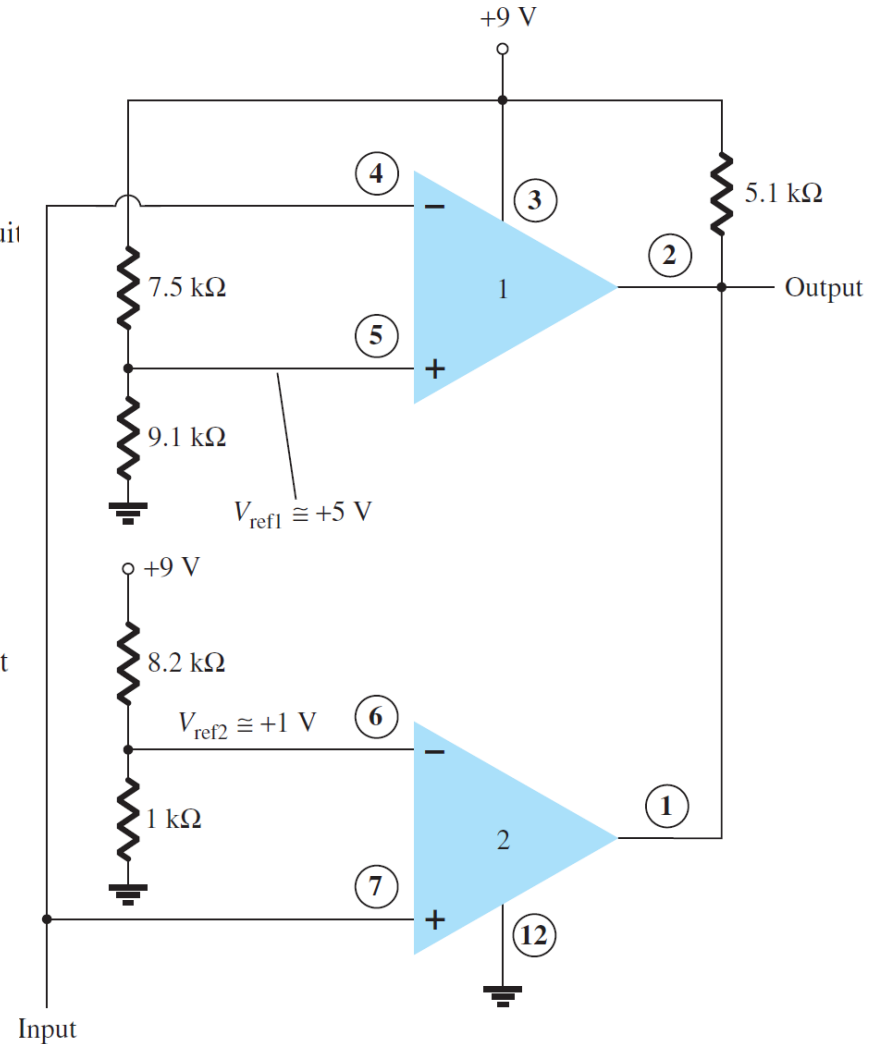 +9 V
4
3
5.1 kΩ
−
7.5 kΩ
1
2
Output
5
+
9.1 kΩ
Vref1 ≅ +5 V
+9 V
8.2 kΩ
Vref2 ≅ +1 V
6
−
1 kΩ
2
1
7
+
12
Input